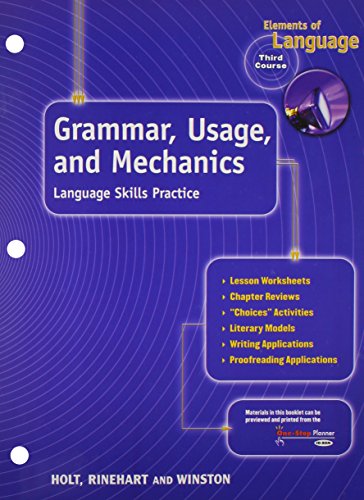 Elements of
Language
Third
Course
Grammar, Usage,
and Mechanics
Language Skills Practice
Lesson Worksheets
Chapter Reviews
"Choices" Activities
Literary Models
Writing Applications
Proofreading Applications
Materials in this booklet can be
previewed and printed from the
One-Stop Planner
CD-ROM
HOLT, RINEHART AND WINSTON